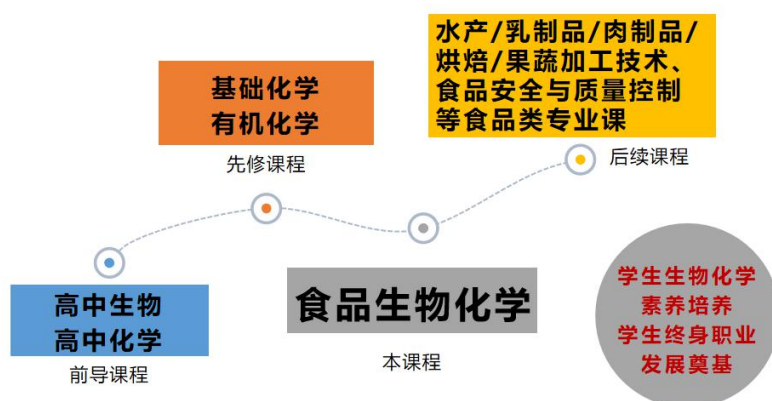 水产/乳制品/肉制品/
烘焙/果蔬加工技术、
食品安全与质量控制
等食品类专业课
后续课程
基础化学
有机化学
先修课程
高中生物
高中化学
前导课程
食品生物化学
本课程
学生生物化学
素养培养
学生终身职业
发展奠基